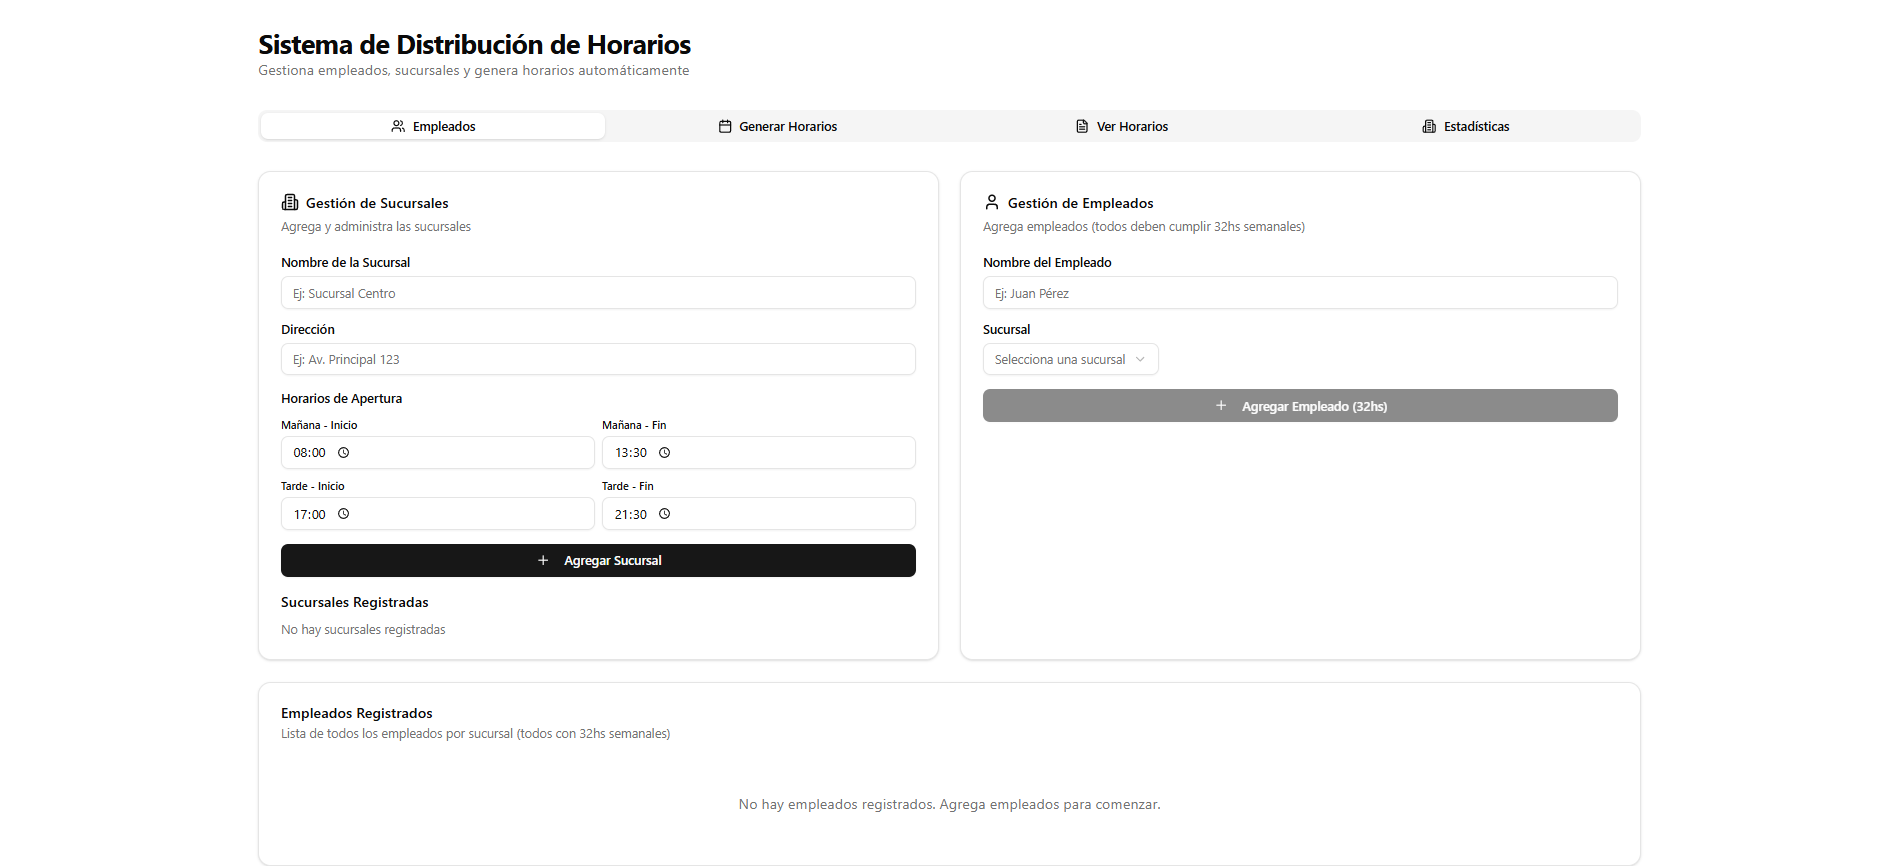 Sistema de Distribución de Horarios
Gestiona empleados, sucursales y genera horarios automáticamente
Empleados
Generar Horarios
Ver Horarios
Estadísticas
Gestión de Sucursales
Agrega y administra las sucursales
Nombre de la Sucursal
Ej: Sucursal Centro
Dirección
Ej: Av. Principal 123
Horarios de Apertura
Mañana - Inicio
Mañana - Fin
08:00
13:30
Tarde - Inicio
Tarde - Fin
17:00
21:30
+ Agregar Sucursal
Sucursales Registradas
No hay sucursales registradas
Gestión de Empleados
Agrega empleados (todos deben cumplir 32hs semanales)
Nombre del Empleado
Ej: Juan Pérez
Sucursal
Selecciona una sucursal
+ Agregar Empleado (32hs)
Empleados Registrados
Lista de todos los empleados por sucursal (todos con 32hs semanales)
No hay empleados registrados. Agrega empleados para comenzar.